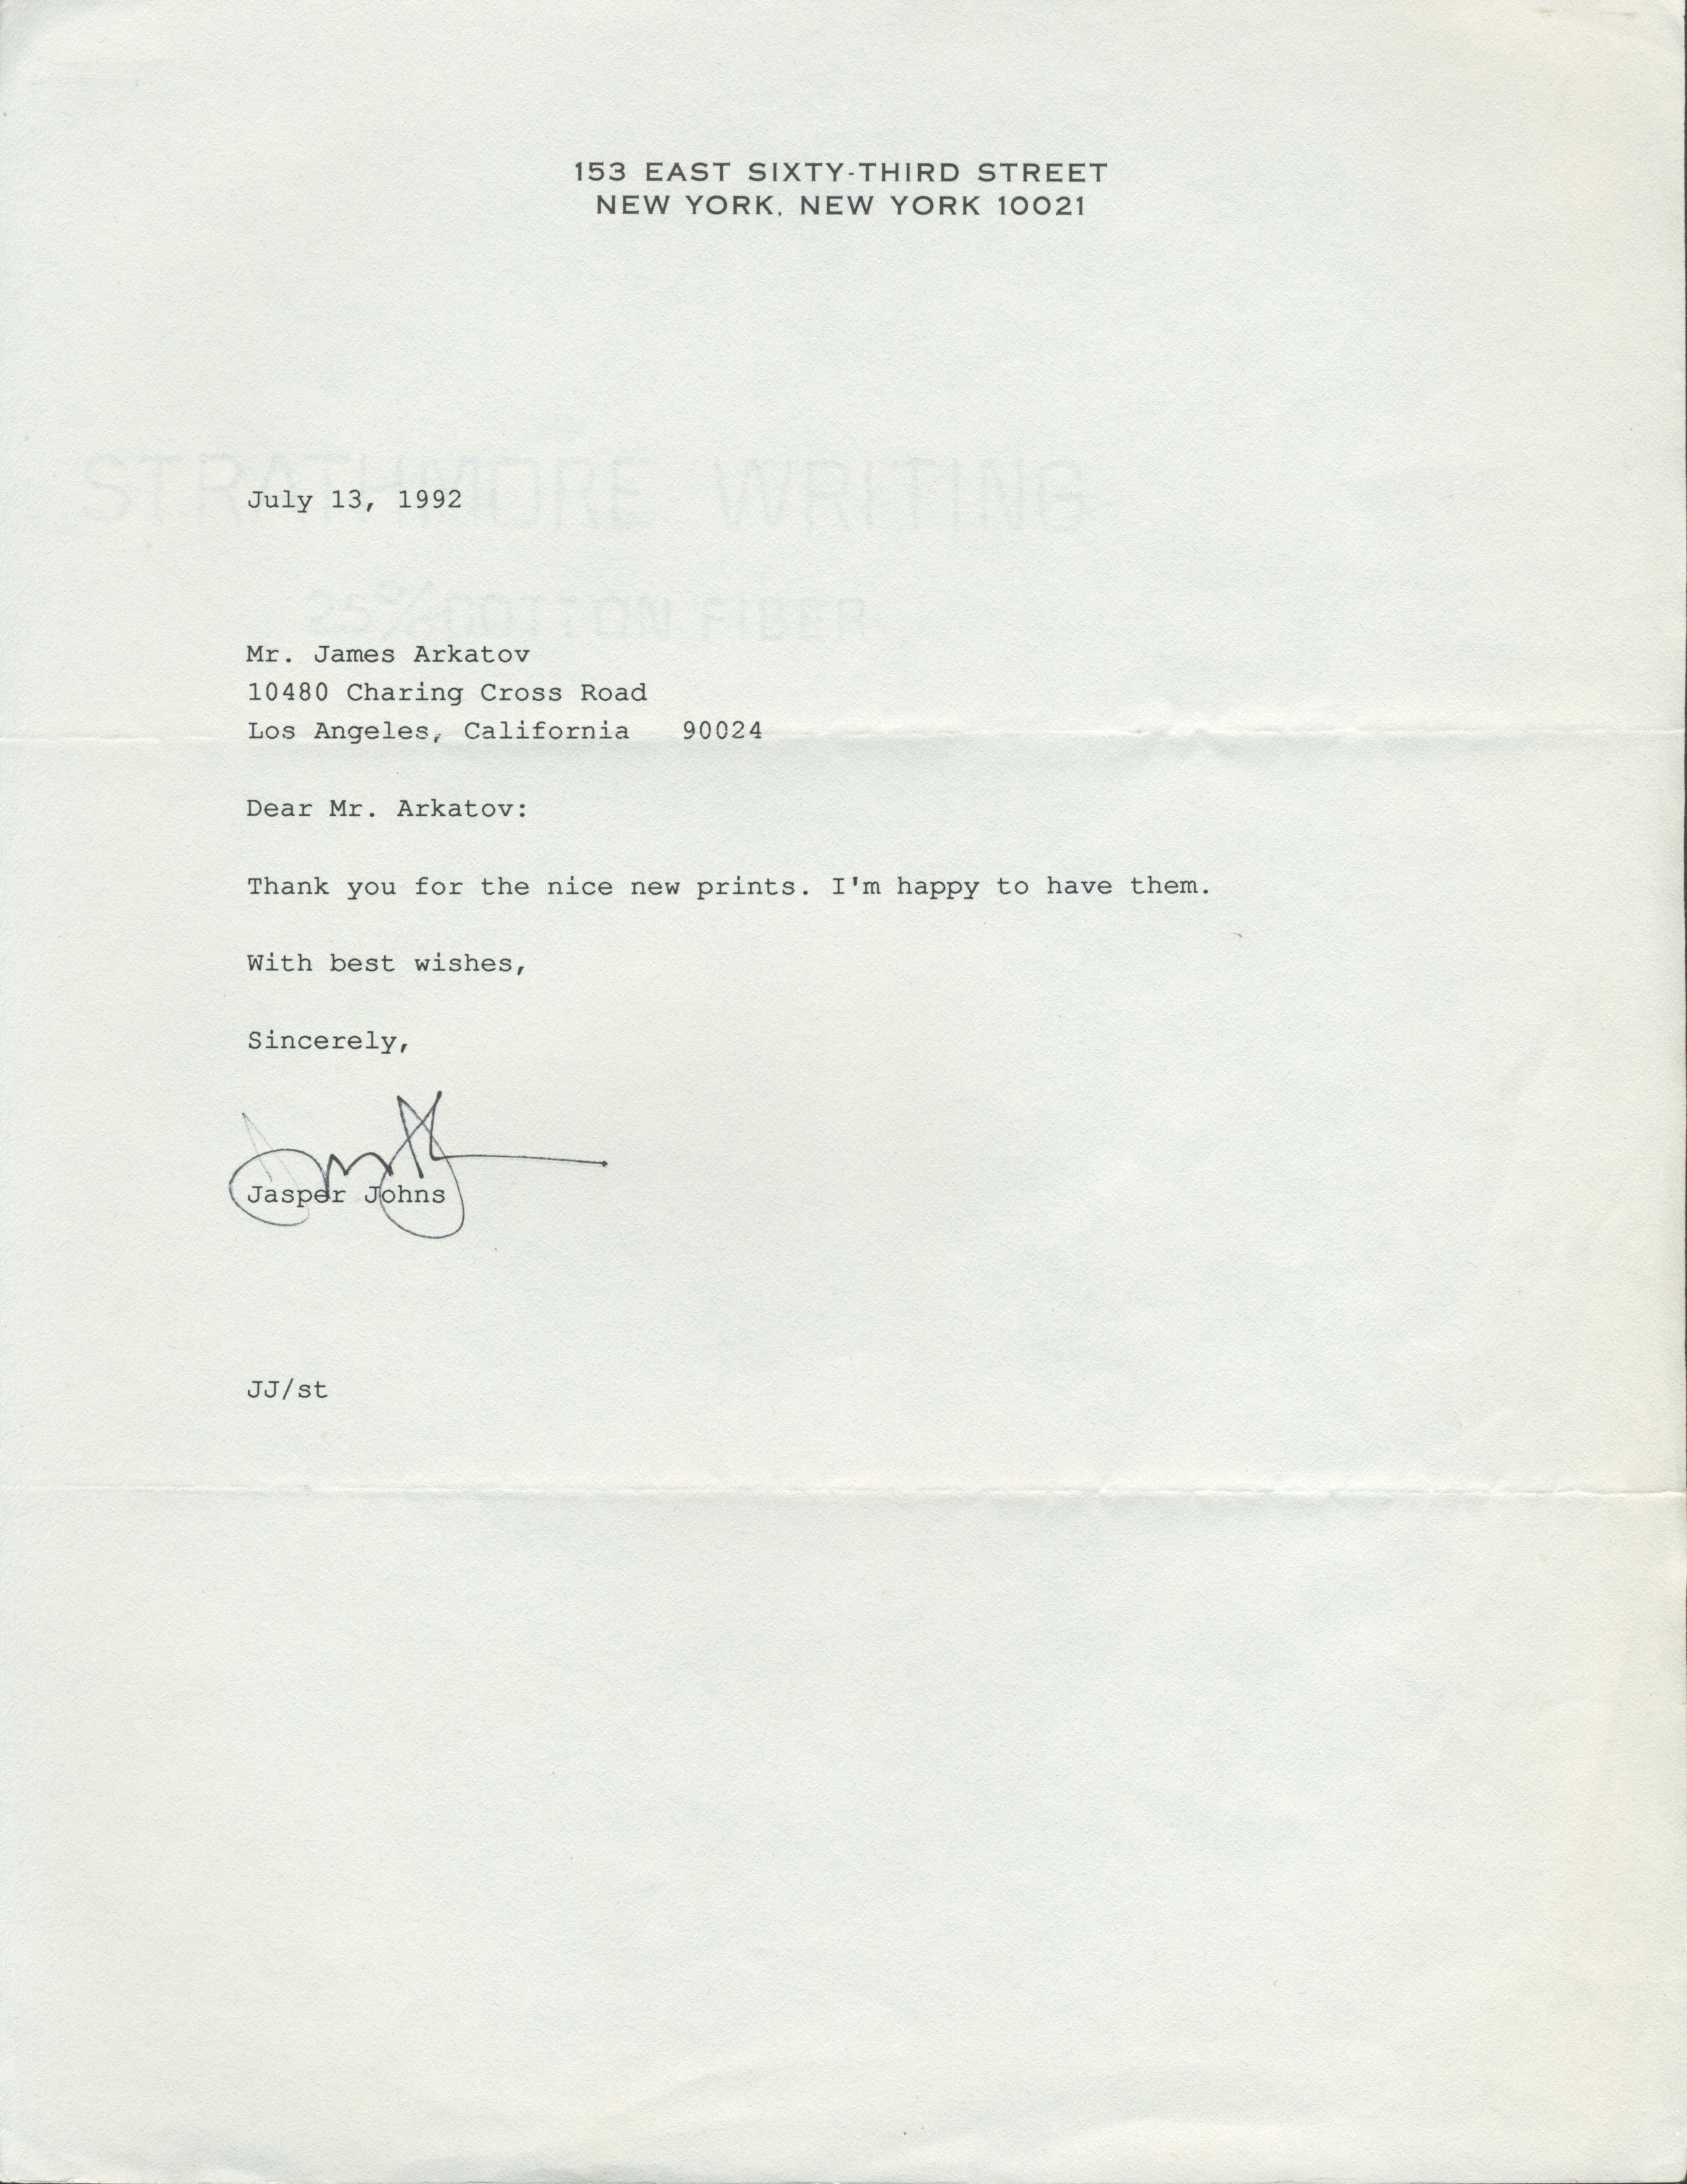 153 EAST SIXTY-THIRD STREET
NEW YORK, NEW YORK 10021
STRATHMORE WRITING
July 13, 1992
25% COTTON FIBER
Mr. James Arkatov
10480 Charing Cross Road
Los Angeles, California 90024
Dear Mr. Arkatov:
Thank you for the nice new prints. I'm happy to have them.
With best wishes,
Sincerely,
Jasper Johns
JJ/st